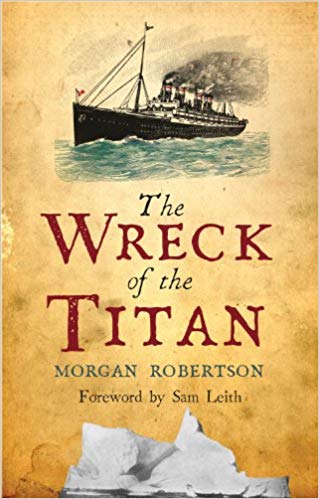 The
WRECK
of the
TITAN
MORGAN ROBERTSON
Foreword by Sam Leith